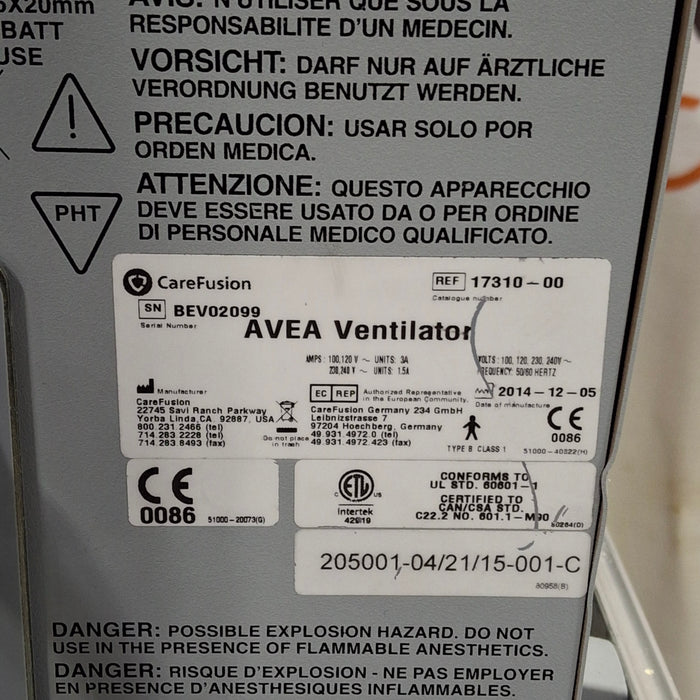 5X20mm
BATT
USE
AVIS: N'UTILISER QUE SOUS LA
RESPONSABILITE D'UN MEDECIN.
VORSICHT: DARF NUR AUF ÄRZTLICHE
VERORDNUNG BENUTZT WERDEN.
PRECAUCION: USAR SOLO POR
ORDEN MEDICA.
ATTENZIONE: QUESTO APPARECCHIO
DEVE ESSERE USATO DA O PER ORDINE
DI PERSONALE MEDICO QUALIFICATO.
PHT
CareFusion
REF 17310-00
Catalogue number
SN BEV02099
Serial Number
AVEA Ventilator
AMPS: 100,120 V ~ UNITS: 3A
230,240 V ~ UNITS: 1.5A
VOLTS: 100, 120, 230, 240V ~
FREQUENCY: 50/60 HERTZ
Manufacturer
CareFusion
22745 Savi Ranch Parkway
Yorba Linda,CA, 92887, USA
800 231 2466 (tel)
714 283 2228 (tel)
714 283 8493 (fax)
Do not place
in trash
EC REP Authorized Representative
in the European Community.
CareFusion Germany 234 GmbH
Leibnizstrasse 7
97204 Hoechberg, Germany
49.931.4972.0 (tel)
49.931.4972.423 (fax)
2014-12-05
Date of manufacture
TYPE B CLASS 1
CE
0086
51000-40322(H)
CE
0086
51000-20073(G)
C ETL US
Intertek
CONFORMS TO
UL STD. 60601-1
CERTIFIED TO
CAN/CSA STD.
C22.2 NO. 601.1-M90
80284(D)
205001-04/21/15-001-C
80958(B)
DANGER: POSSIBLE EXPLOSION HAZARD. DO NOT
USE IN THE PRESENCE OF FLAMMABLE ANESTHETICS.
DANGER: RISQUE D'EXPLOSION - NE PAS EMPLOYER
EN PRESENCE D'ANESTHESIQUES INFLAMMABLES.